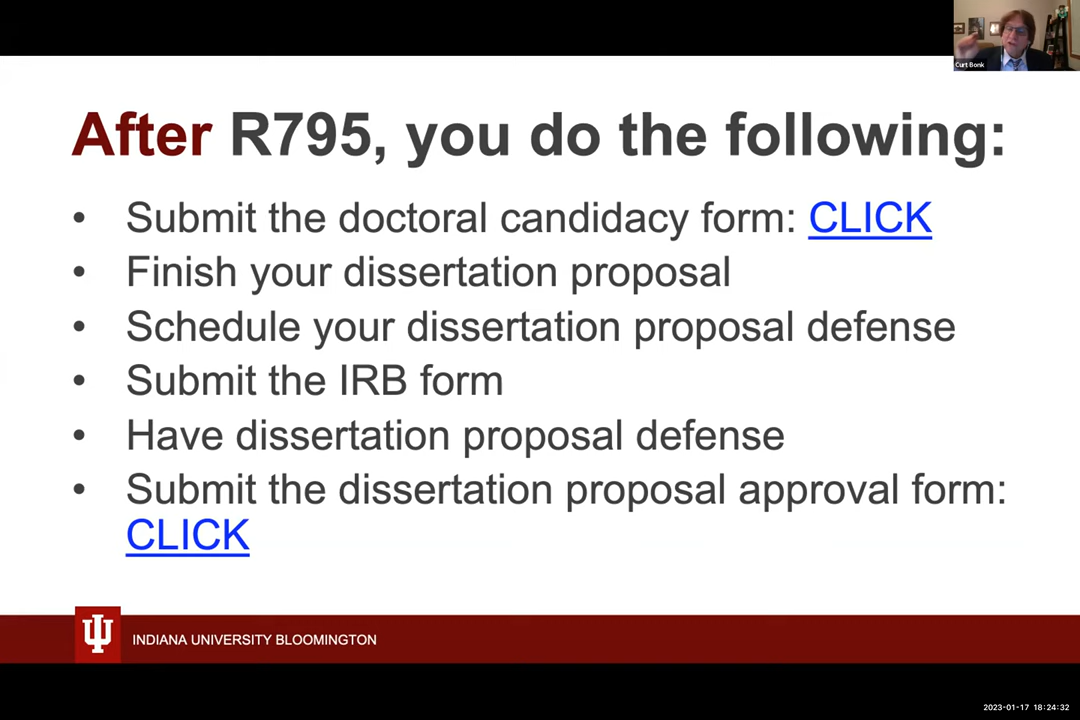 Curt Bonk
After R795, you do the following:
• Submit the doctoral candidacy form: CLICK
• Finish your dissertation proposal
• Schedule your dissertation proposal defense
• Submit the IRB form
• Have dissertation proposal defense
• Submit the dissertation proposal approval form:
CLICK
INDIANA UNIVERSITY BLOOMINGTON
2023-01-17 18:24:32